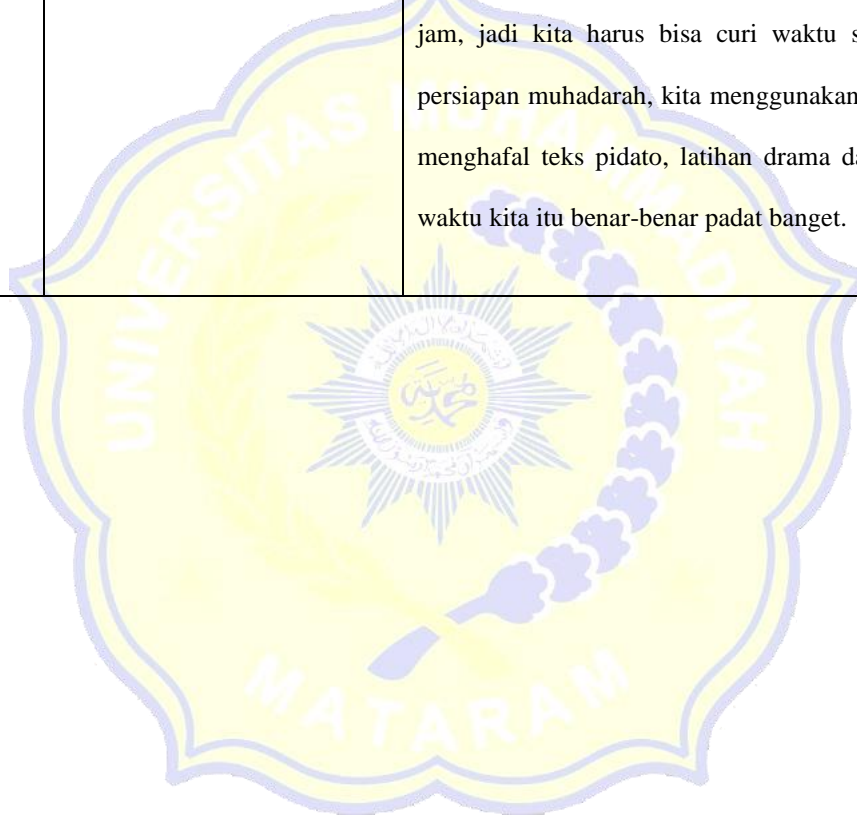 jam, jadi kita harus bisa curi waktu s
persiapan muhadarah, kita menggunakan
menghafal teks pidato, latihan drama da
waktu kita itu benar-benar padat banget.
UNIVERSITAS MUHAMMADIYAH
MATARAM